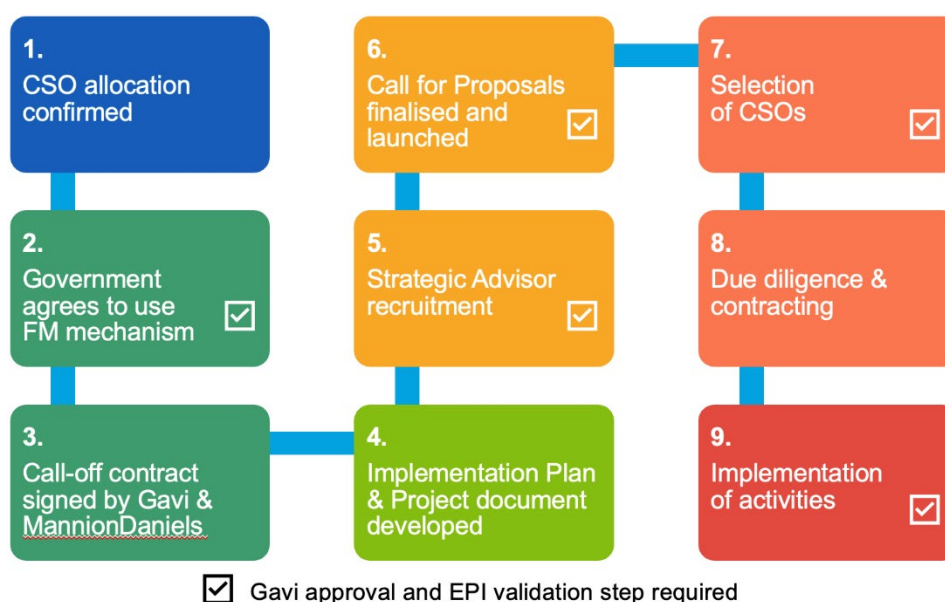 1.
CSO allocation
confirmed
2.
Government
agrees to use
FM mechanism
3.
Call-off contract
signed by Gavi &
MannionDaniels
4.
Implementation Plan
& Project document
developed
5.
Strategic Advisor
recruitment
6.
Call for Proposals
finalised and
launched
7.
Selection
of CSOs
8.
Due diligence &
contracting
9.
Implementation
of activities
Gavi approval and EPI validation step required